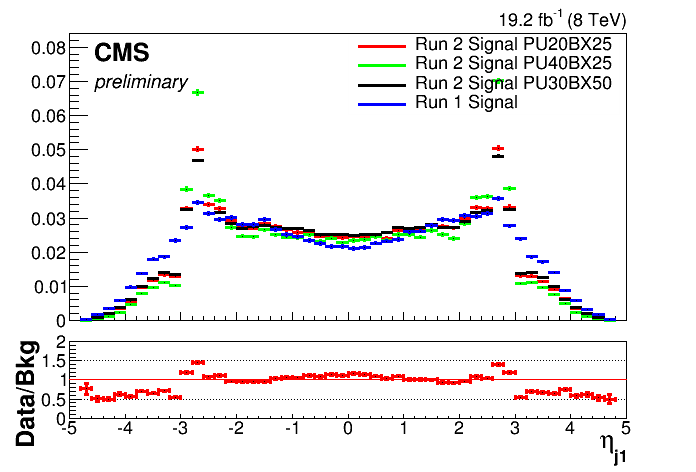 19.2 fb⁻¹ (8 TeV)
CMS
preliminary
Run 2 Signal PU20BX25
Run 2 Signal PU40BX25
Run 2 Signal PU30BX50
Run 1 Signal
0.08
0.07
0.06
0.05
0.04
0.03
0.02
0.01
0
Data/Bkg
2
1.5
1
0.5
0
-5 -4 -3 -2 -1 0 1 2 3 4 5
η_j1